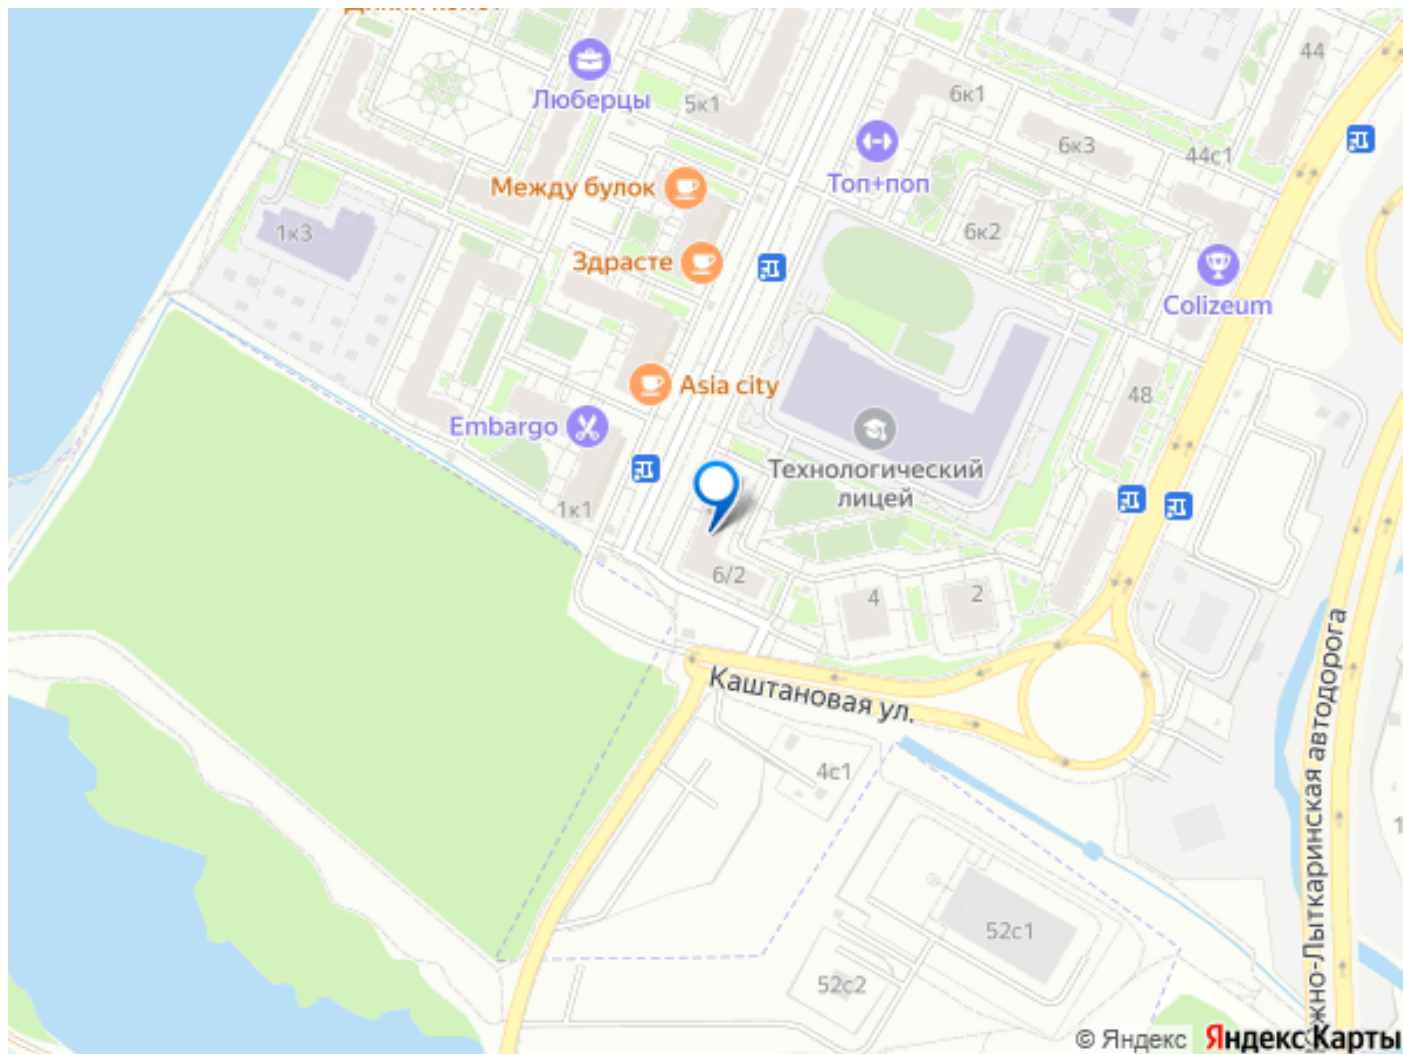 Люберцы
5к1
44
6к1
6к3
44с1
Топ+поп
Между булок
1к3
6к2
Здрасте
Colizeum
Asia city
48
Embargo
Технологический
лицей
1к1
6/2
4
2
Каштановая ул.
4с1
52с1
52с2
жно-Лыткаринская автодорога
© Яндекс Яндекс Карты